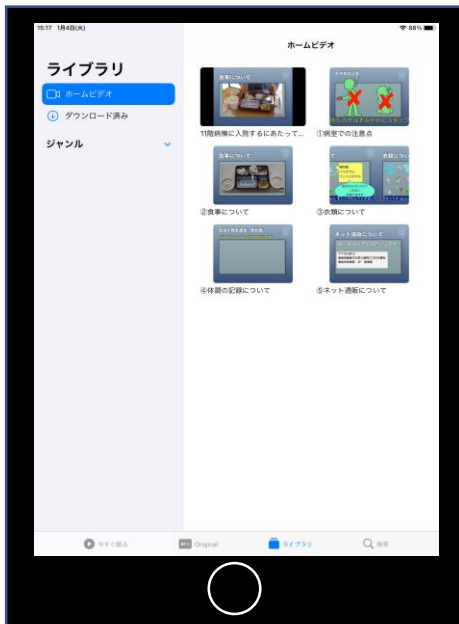 15:17 1月4日(火)
88%
ライブラリ
ホームビデオ
ダウンロード済み
ジャンル
ホームビデオ
食事について
11階病棟に入院するにあたって...
①病室での注意点
食事について
②食事について
③衣類について
④体調の記録について
ネット通販について
⑤ネット通販について
今すぐ観る
Original
ライブラリ
検索